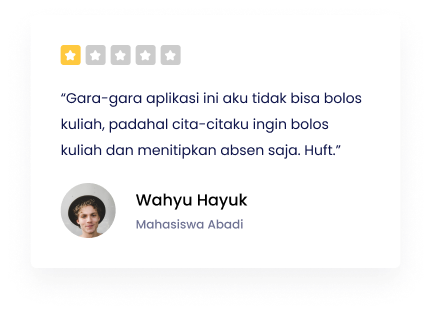 “Gara-gara aplikasi ini aku tidak bisa bolos
kuliah, padahal cita-citaku ingin bolos
kuliah dan menitipkan absen saja. Huft.”
Wahyu Hayuk
Mahasiswa Abadi